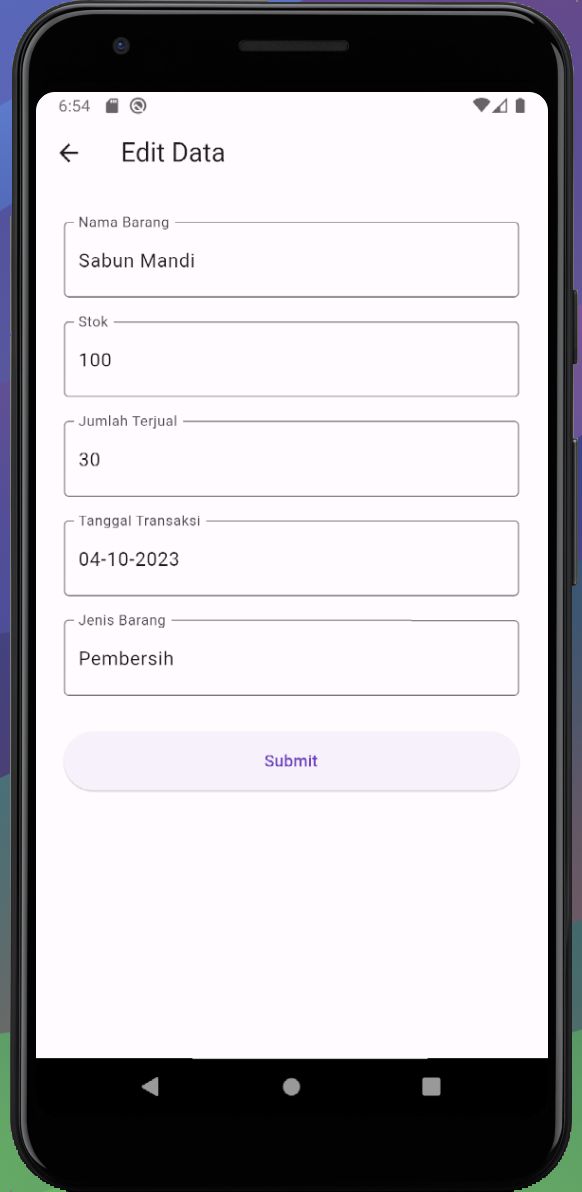 6:54
Edit Data
Nama Barang
Sabun Mandi
Stok
100
Jumlah Terjual
30
Tanggal Transaksi
04-10-2023
Jenis Barang
Pembersih
Submit